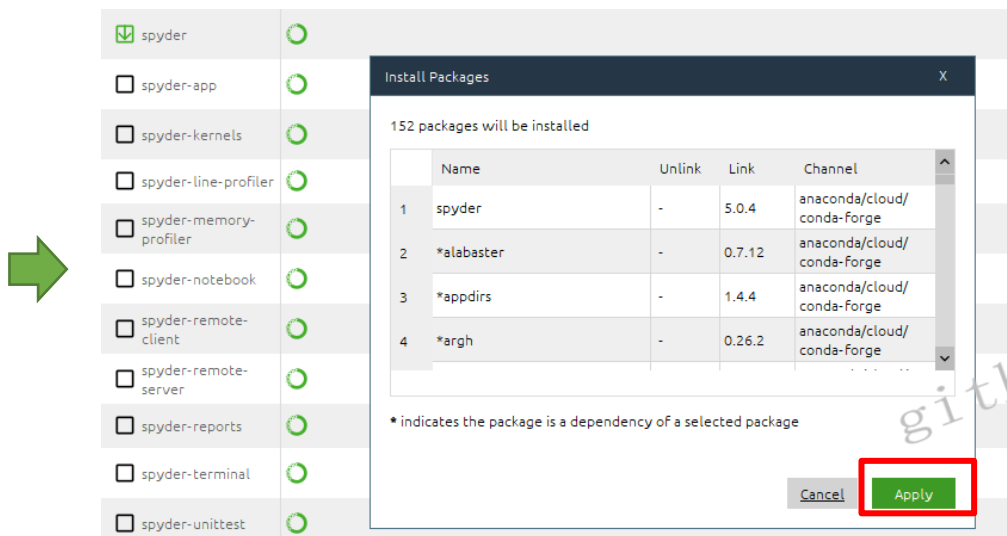 spyder
spyder-app
spyder-kernels
spyder-line-profiler
spyder-memory-
profiler
spyder-notebook
spyder-remote-
client
spyder-remote-
server
spyder-reports
spyder-terminal
spyder-unittest
Install Packages X
152 packages will be installed
Name Unlink Link Channel
1 spyder - 5.0.4 anaconda/cloud/
conda-forge
2 *alabaster - 0.7.12 anaconda/cloud/
conda-forge
3 *appdirs - 1.4.4 anaconda/cloud/
conda-forge
4 *argh - 0.26.2 anaconda/cloud/
conda-forge
* indicates the package is a dependency of a selected package
Cancel Apply